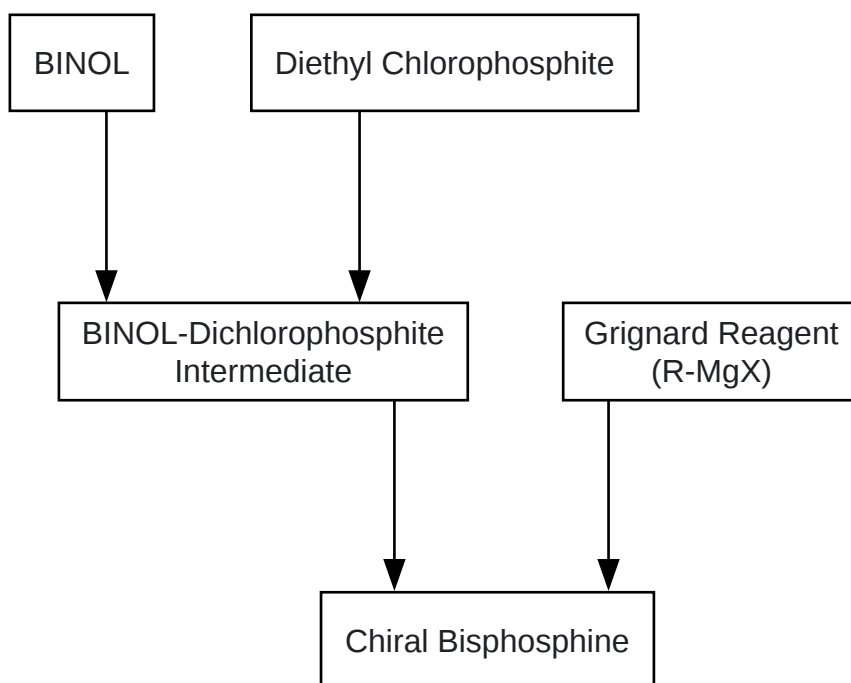 BINOL
Diethyl Chlorophosphite
BINOL-Dichlorophosphite
Intermediate
Grignard Reagent
(R-MgX)
Chiral Bisphosphine